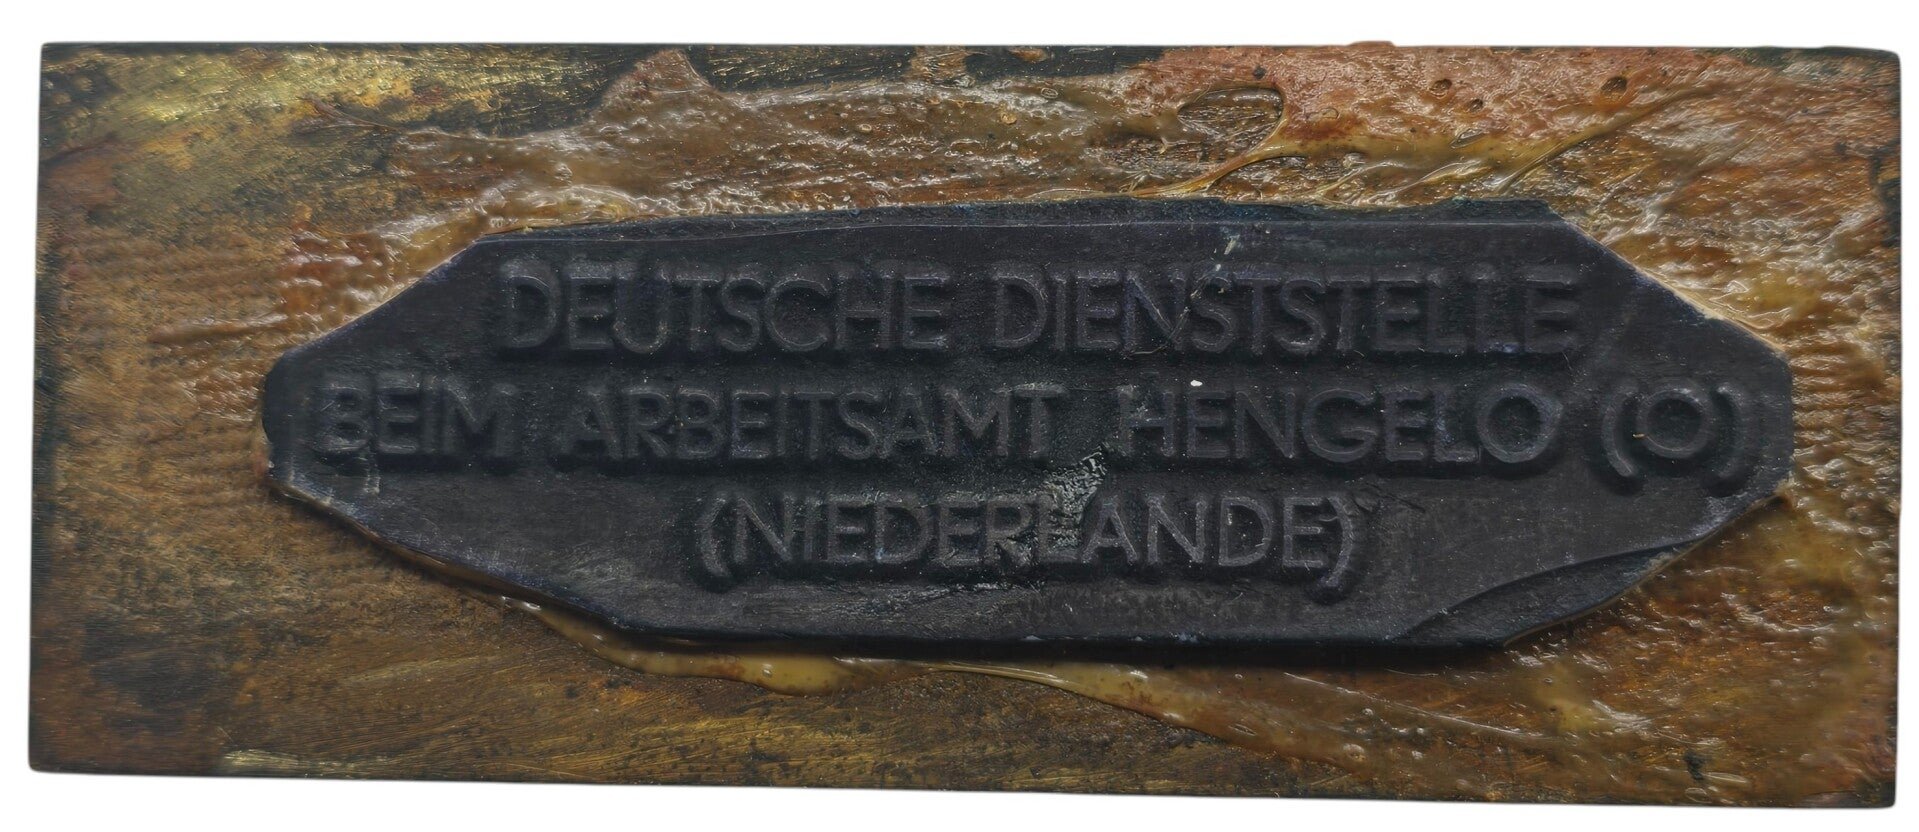 DEUTSCHE DIENSTSTELLE
BEIM ARBEITSAMT HENGELO (O)
(NIEDERLANDE)